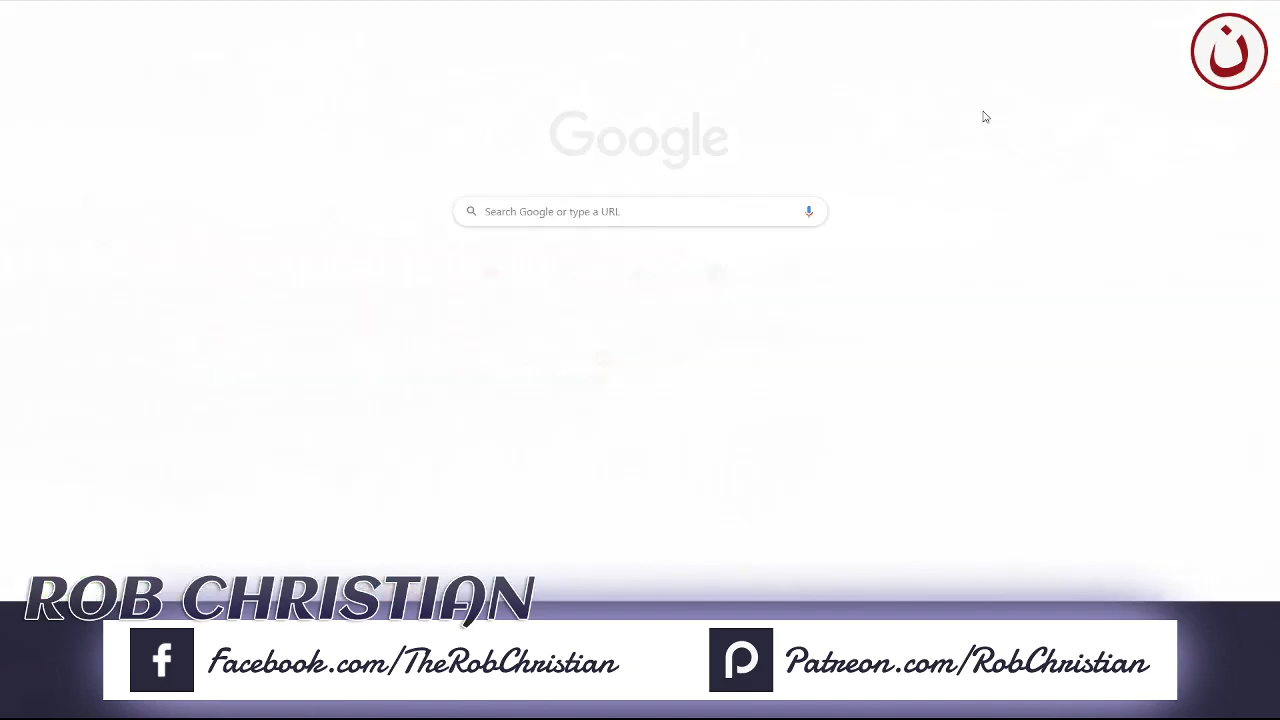 ن
Google
Search Google or type a URL
ROB CHRISTIAN
Facebook.com/TheRobChristian
Patreon.com/RobChristian